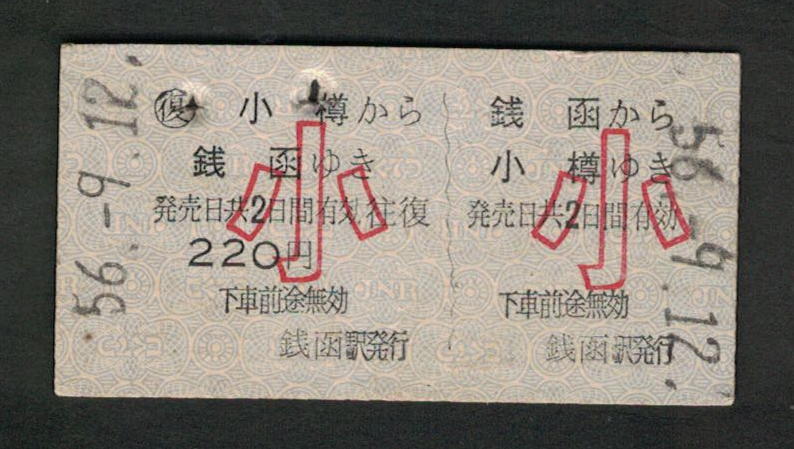 56.-9.12.
復 小樽から
銭函ゆき
発売日共2日間有効往復
220円
下車前途無効
銭函駅発行
小
銭函から
小樽ゆき
発売日共2日間有効
下車前途無効
銭函駅発行
小
56.-9.12.